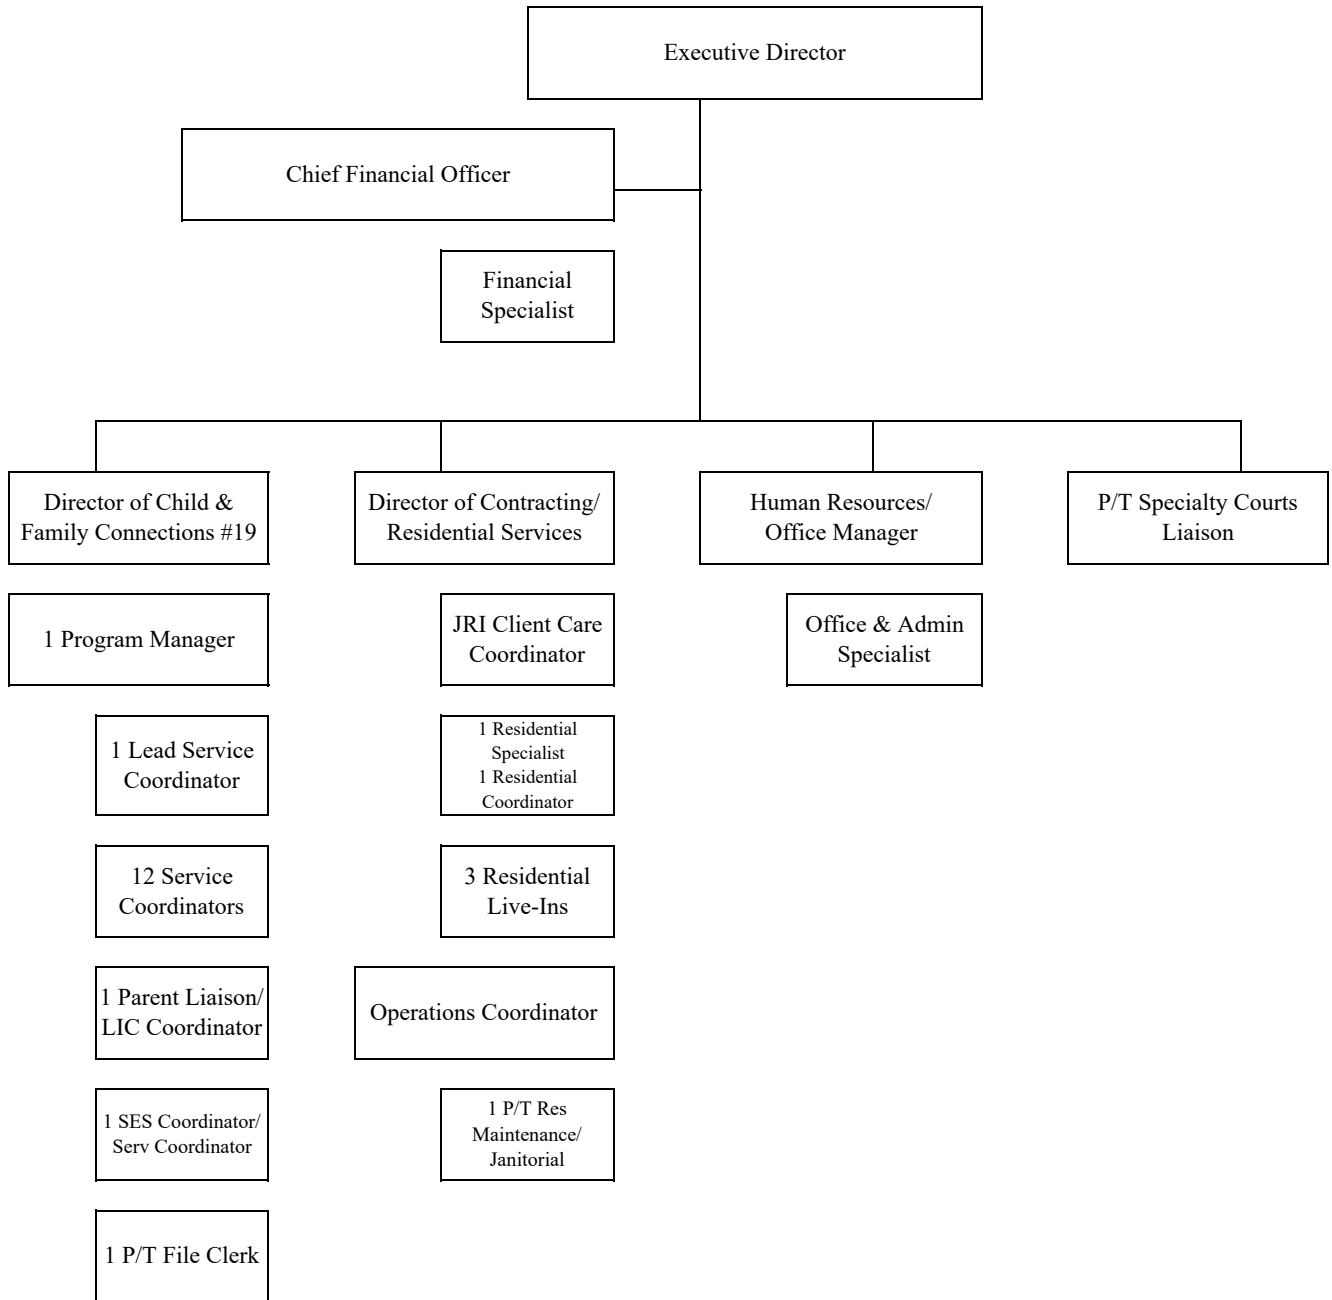 Executive Director
Chief Financial Officer
Financial
Specialist
Director of Child &
Family Connections #19
Director of Contracting/
Residential Services
Human Resources/
Office Manager
P/T Specialty Courts
Liaison
1 Program Manager
JRI Client Care
Coordinator
Office & Admin
Specialist
1 Lead Service
Coordinator
1 Residential
Specialist
1 Residential
Coordinator
12 Service
Coordinators
3 Residential
Live-Ins
1 Parent Liaison/
LIC Coordinator
Operations Coordinator
1 SES Coordinator/
Serv Coordinator
1 P/T Res
Maintenance/
Janitorial
1 P/T File Clerk